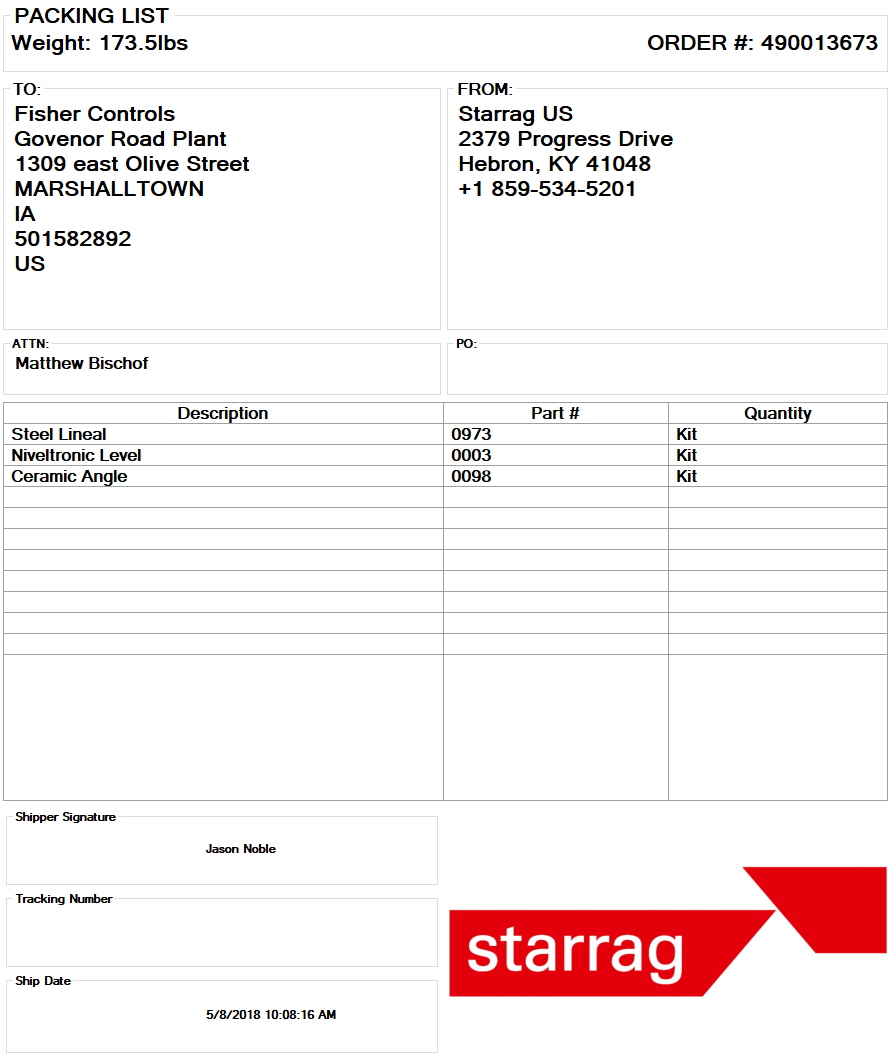 PACKING LIST
Weight: 173.5lbs
ORDER #: 490013673
TO:
Fisher Controls
Govenor Road Plant
1309 east Olive Street
MARSHALLTOWN
IA
501582892
US
FROM:
Starrag US
2379 Progress Drive
Hebron, KY 41048
+1 859-534-5201
ATTN:
Matthew Bischof
PO:
Description Part # Quantity
Steel Lineal 0973 Kit
Niveltronic Level 0003 Kit
Ceramic Angle 0098 Kit
Shipper Signature
Jason Noble
Tracking Number
Ship Date
5/8/2018 10:08:16 AM
starrag